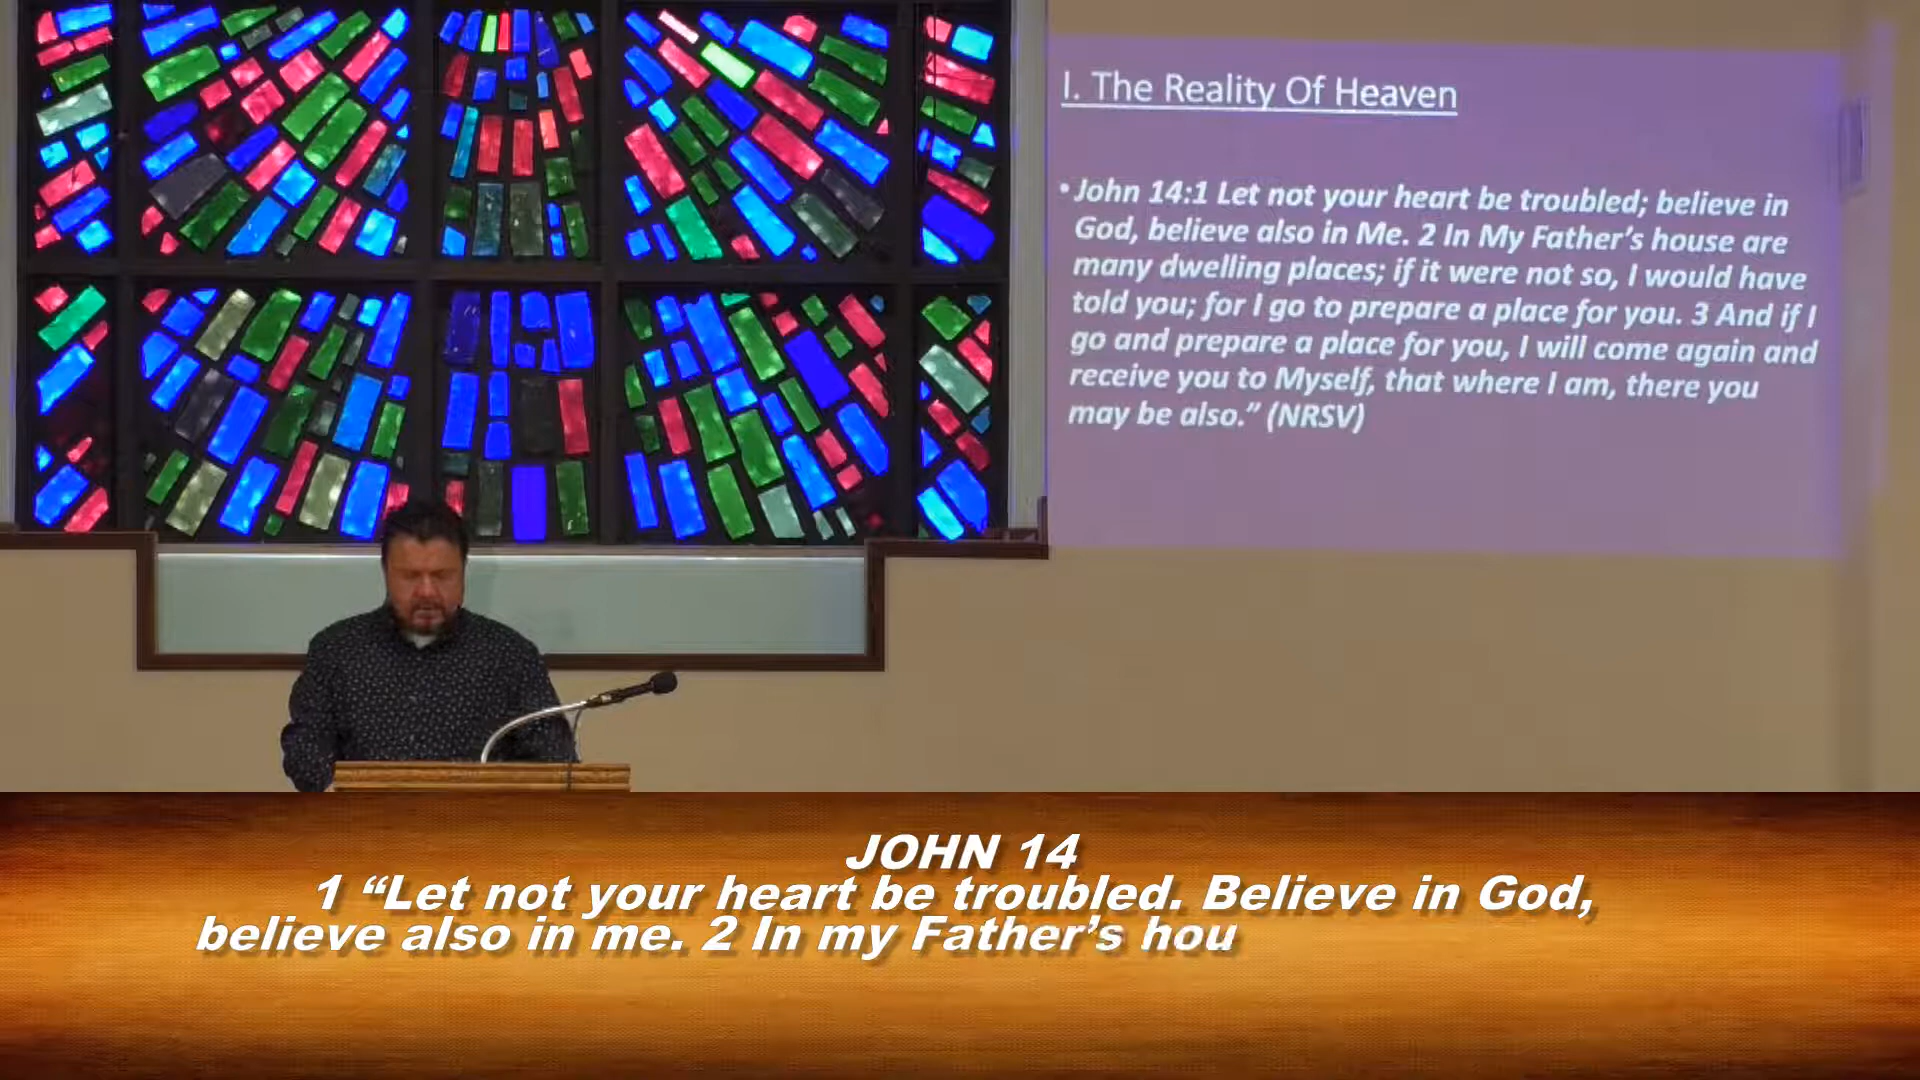 I. The Reality Of Heaven
• John 14:1 Let not your heart be troubled; believe in
God, believe also in Me. 2 In My Father's house are
many dwelling places; if it were not so, I would have
told you; for I go to prepare a place for you. 3 And if I
go and prepare a place for you, I will come again and
receive you to Myself, that where I am, there you
may be also.” (NRSV)
JOHN 14
1 “Let not your heart be troubled. Believe in God,
believe also in me. 2 In my Father’s hou